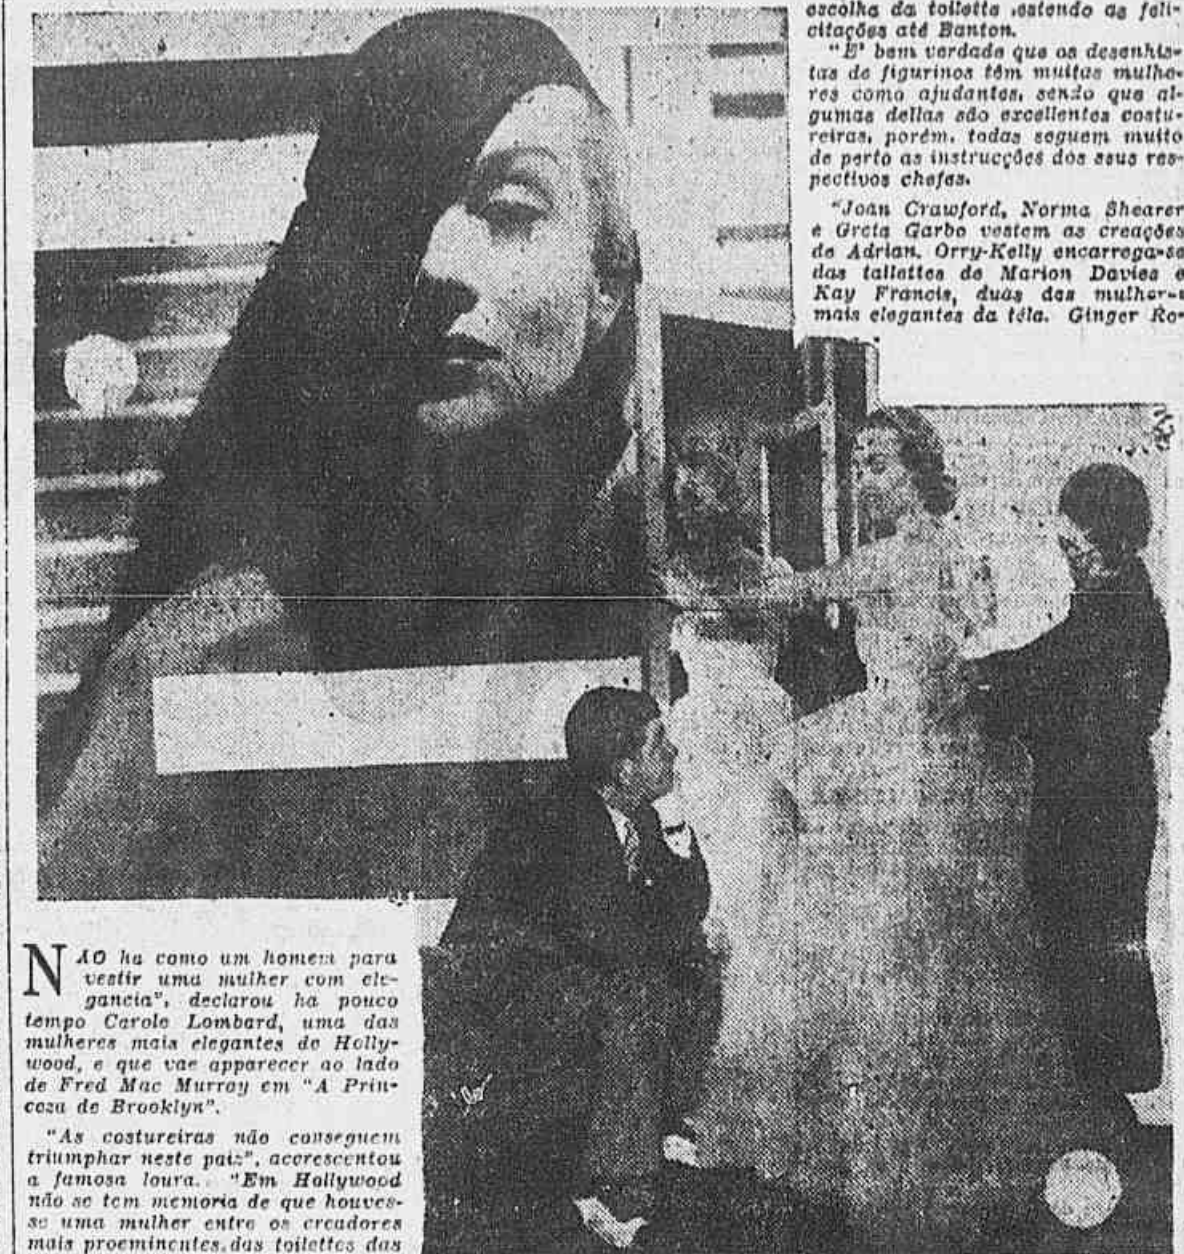 NÃO ha como um homem para
vestir uma mulher com ele-
gancia", declarou ha pouco
tempo Carole Lombard, uma das
mulheres mais elegantes de Holly-
wood, e que vae apparecer ao lado
de Fred Mac Murray em "A Prin-
ceza de Brooklyn".
"As costureiras não conseguem
triumphar neste paiz", accrescentou
a famosa loura. "Em Hollywood
não se tem memoria de que houves-
se uma mulher entre os creadores
mais proeminentes das toilettes das
escolha da toilette estendo as feli-
citações até Banton.
"E' bem verdade que os desenhis-
tas de figurinos têm muitas mulhe-
res como ajudantes, sendo que al-
gumas dellas são excellentes costu-
reiras, porém, todas seguem muito
de perto as instrucções dos seus res-
pectivos chefes.
"Joan Crawford, Norma Shearer
e Greta Garbo vestem as creações
de Adrian. Orry-Kelly encarrega-se
das tailettes de Marion Davies e
Kay Francis, duas das
mais elegantes da téla. Ginger Ro-